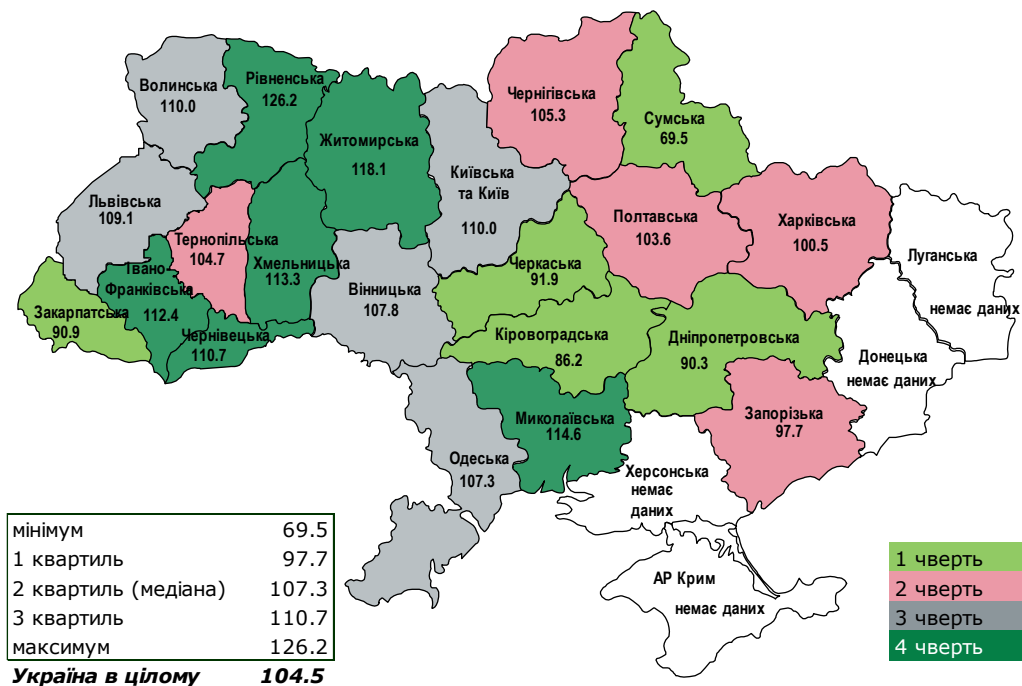 Волинська
110.0
Рівненська
126.2
Житомирська
118.1
Київська
та Київ
110.0
Чернігівська
105.3
Сумська
69.5
Львівська
109.1
Тернопільська
104.7
Хмельницька
113.3
Вінницька
107.8
Черкаська
91.9
Полтавська
103.6
Харківська
100.5
Луганська
немає даних
Івано-
Франківська
112.4
Закарпатська
90.9
Чернівецька
110.7
Кіровоградська
86.2
Дніпропетровська
90.3
Донецька
немає даних
Миколаївська
114.6
Запорізька
97.7
Одеська
107.3
Херсонська
немає
даних
АР Крим
немає даних
мінімум 69.5
1 квартиль 97.7
2 квартиль (медіана) 107.3
3 квартиль 110.7
максимум 126.2
Україна в цілому 104.5
1 чверть
2 чверть
3 чверть
4 чверть